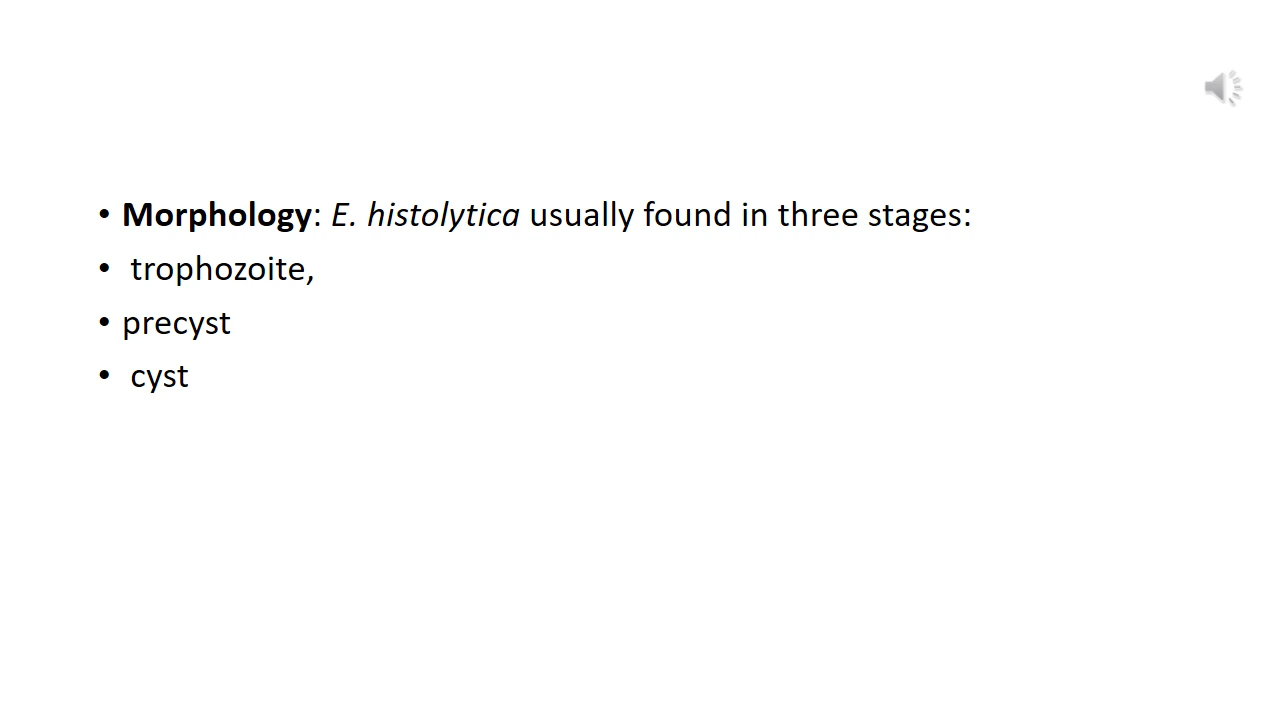 • Morphology: E. histolytica usually found in three stages:
• trophozoite,
• precyst
• cyst